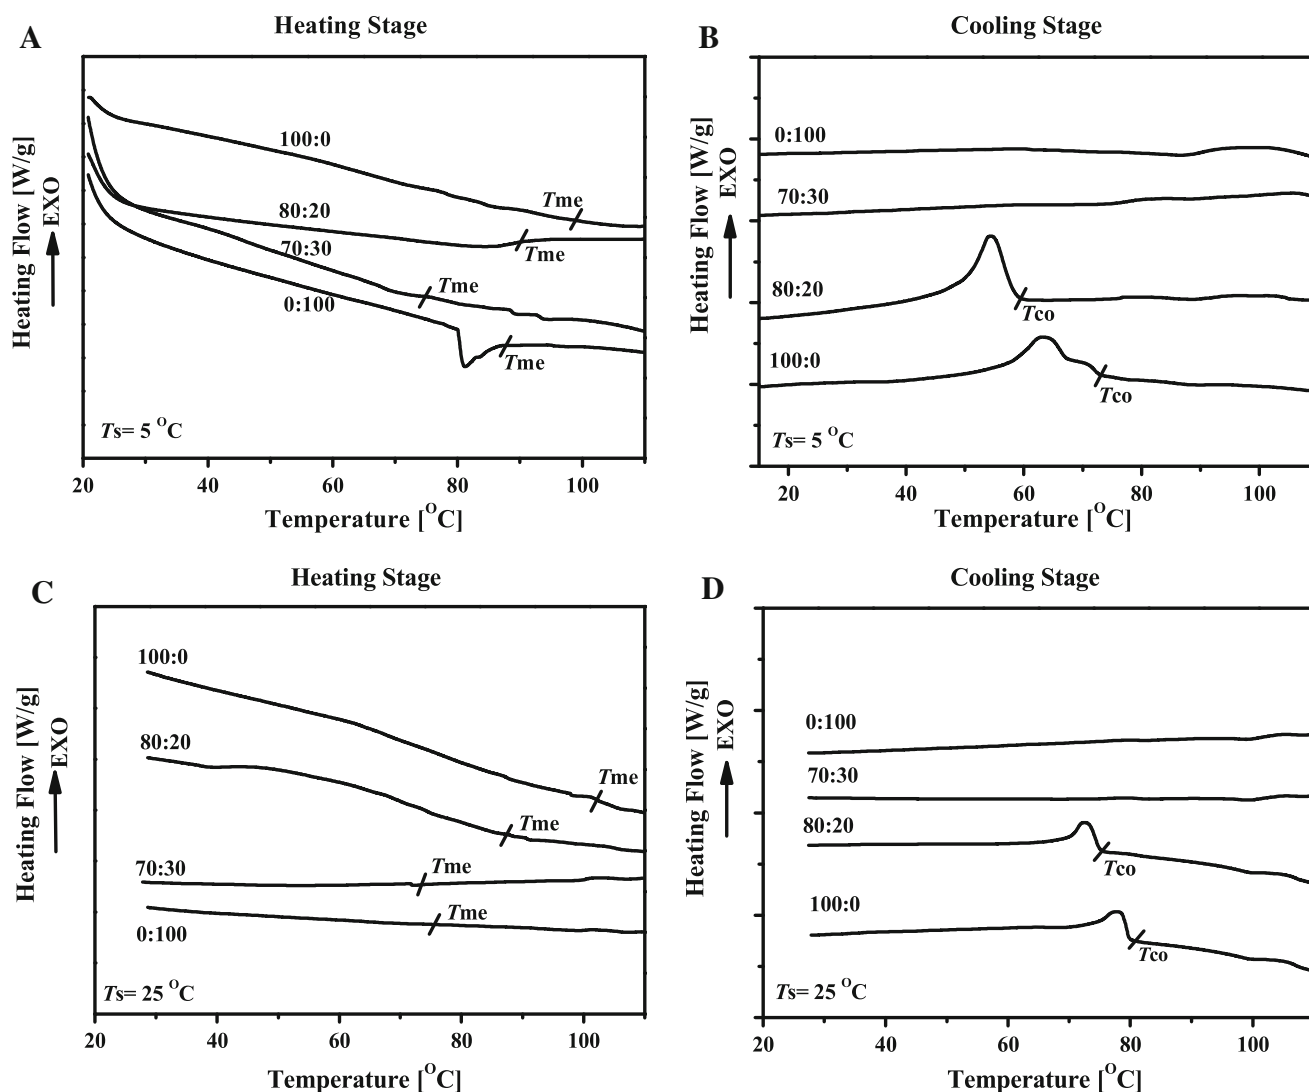 A
Heating Stage
Heating Flow [W/g]
EXO
100:0
80:20
70:30
0:100
Tme
Tme
Tme
Tme
Ts= 5 °C
20 40 60 80 100
Temperature [°C]
B
Cooling Stage
Heating Flow [W/g]
EXO
0:100
70:30
80:20
Tco
100:0
Tco
Ts= 5 °C
20 40 60 80 100
Temperature [°C]
C
Heating Stage
Heating Flow [W/g]
EXO
100:0
Tme
80:20
Tme
70:30
Tme
0:100
Tme
Ts= 25 °C
20 40 60 80 100
Temperature [°C]
D
Cooling Stage
Heating Flow [W/g]
EXO
0:100
70:30
80:20
Tco
100:0
Tco
Ts= 25 °C
20 40 60 80 100
Temperature [°C]